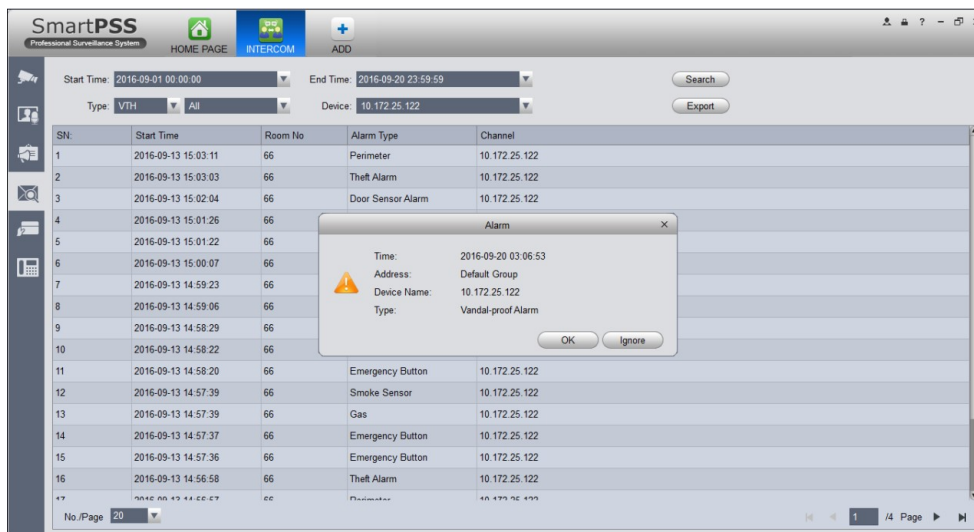 SmartPSS
Professional Surveillance System
HOME PAGE
INTERCOM
ADD
Start Time: 2016-09-01 00:00:00 End Time: 2016-09-20 23:59:59 Search
Type: VTH All Device: 10.172.25.122 Export
SN: Start Time Room No Alarm Type Channel
1 2016-09-13 15:03:11 66 Perimeter 10.172.25.122
2 2016-09-13 15:03:03 66 Theft Alarm 10.172.25.122
3 2016-09-13 15:02:04 66 Door Sensor Alarm 10.172.25.122
4 2016-09-13 15:01:26 66
5 2016-09-13 15:01:22 66
6 2016-09-13 15:00:07 66
7 2016-09-13 14:59:23 66
8 2016-09-13 14:59:06 66
9 2016-09-13 14:58:29 66
10 2016-09-13 14:58:22 66
Alarm
Time: 2016-09-20 03:06:53
Address: Default Group
Device Name: 10.172.25.122
Type: Vandal-proof Alarm
OK Ignore
11 2016-09-13 14:58:20 66 Emergency Button 10.172.25.122
12 2016-09-13 14:57:39 66 Smoke Sensor 10.172.25.122
13 2016-09-13 14:57:39 66 Gas 10.172.25.122
14 2016-09-13 14:57:37 66 Emergency Button 10.172.25.122
15 2016-09-13 14:57:36 66 Emergency Button 10.172.25.122
16 2016-09-13 14:56:58 66 Theft Alarm 10.172.25.122
17 2016-09-13 14:56:57 66 Perimeter 10.172.25.122
No./Page 20 1 /4 Page